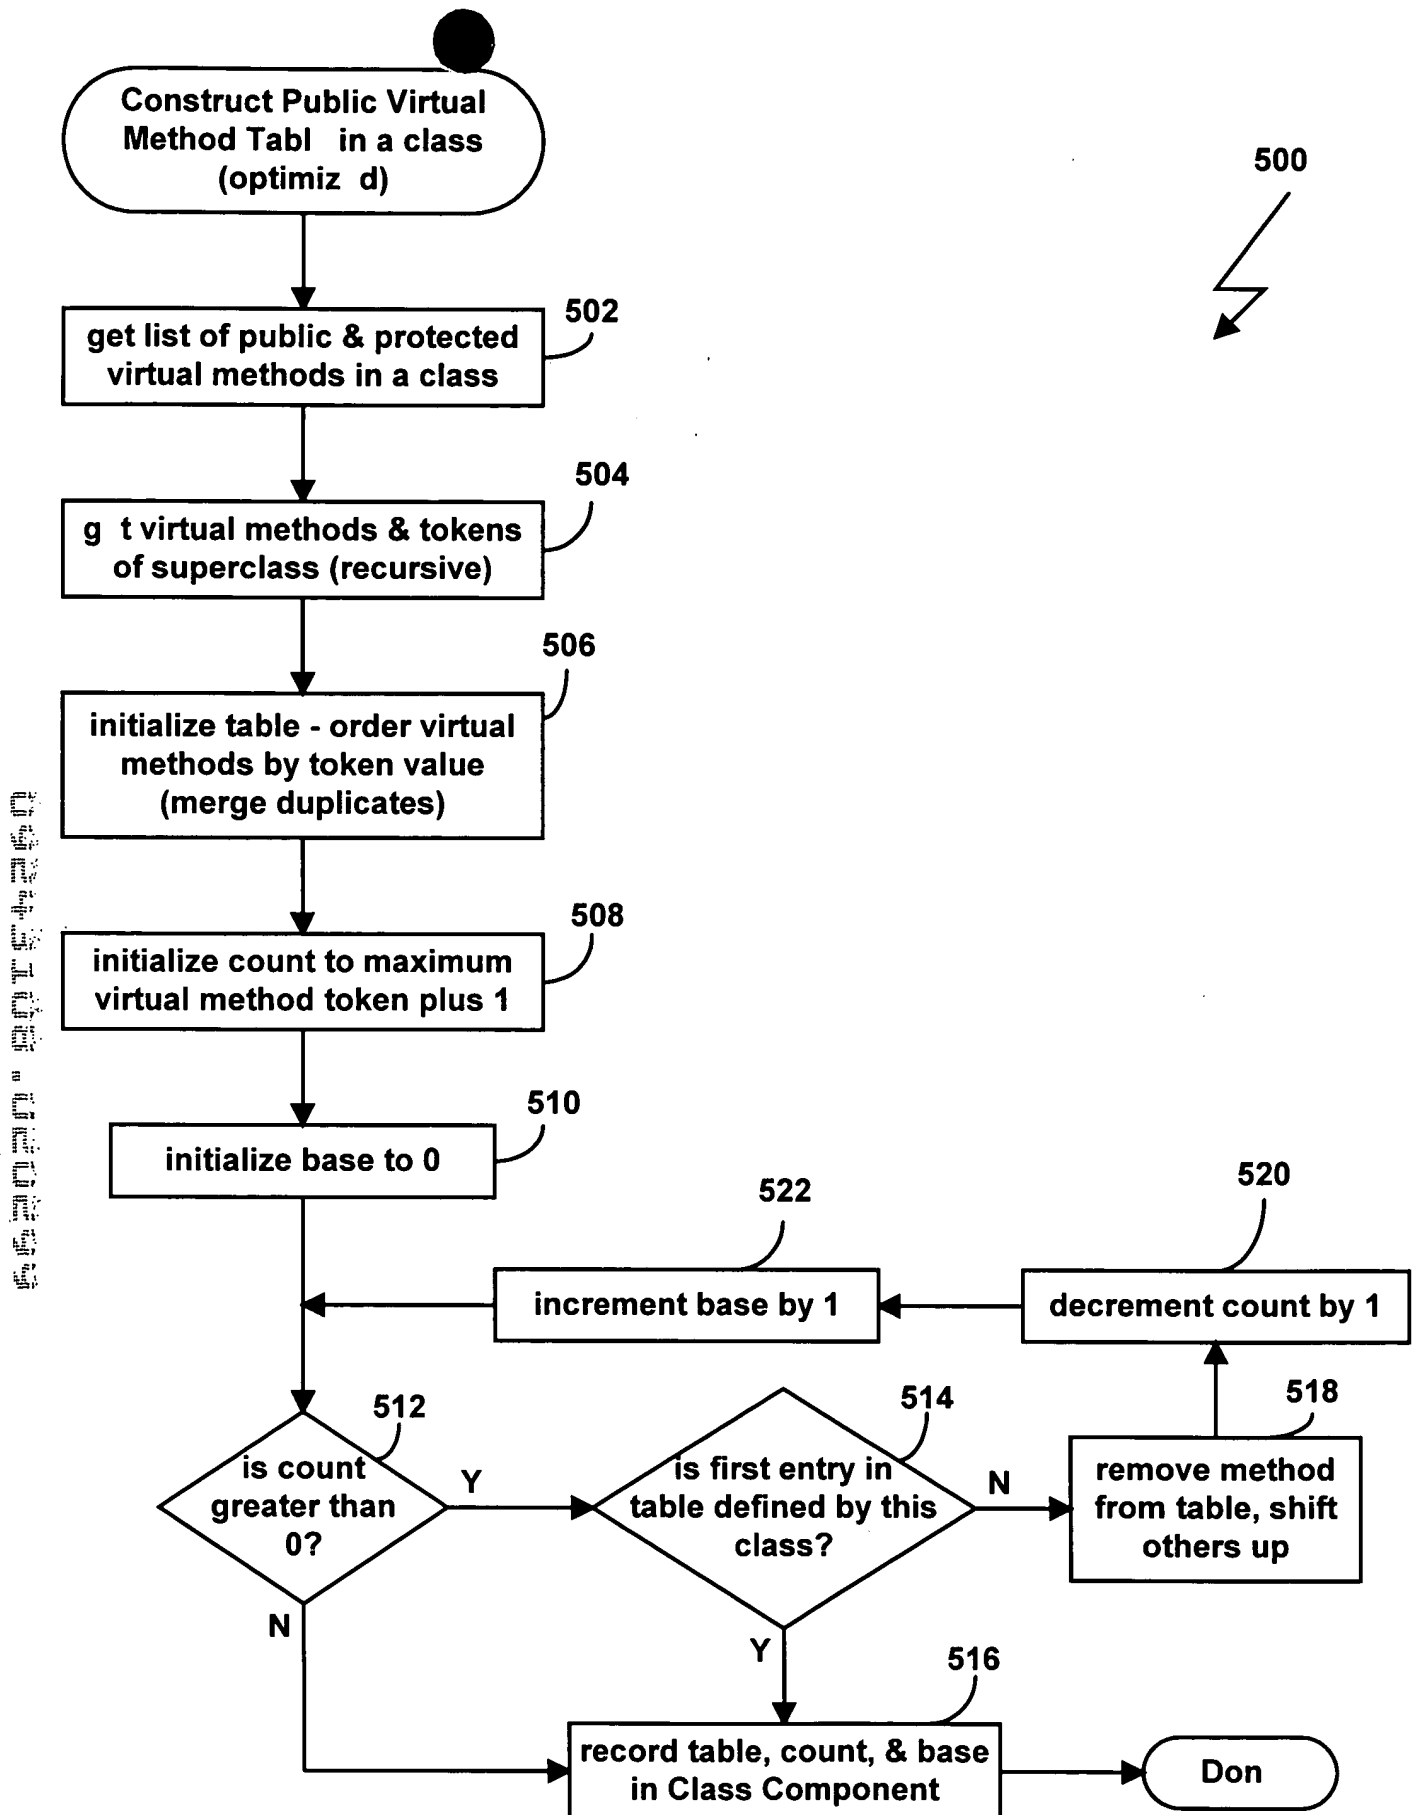 Construct Public Virtual
Method Tabl in a class
(optimiz d)
500
502
get list of public & protected
virtual methods in a class
504
g t virtual methods & tokens
of superclass (recursive)
506
initialize table - order virtual
methods by token value
(merge duplicates)
508
initialize count to maximum
virtual method token plus 1
510
initialize base to 0
522
520
increment base by 1
decrement count by 1
512
514
518
is count
greater than
0?
Y
is first entry in
table defined by this
class?
N
remove method
from table, shift
others up
N
Y
516
record table, count, & base
in Class Component
Don